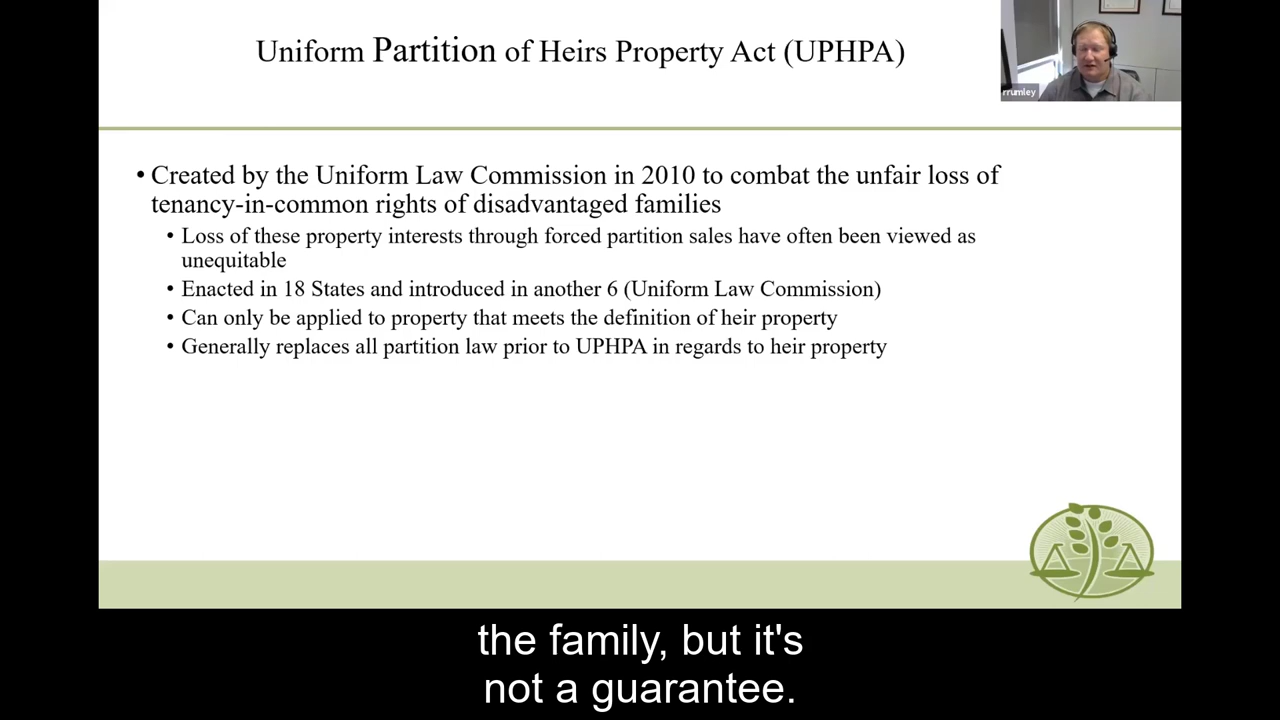 Uniform Partition of Heirs Property Act (UPHPA)
rrumley
• Created by the Uniform Law Commission in 2010 to combat the unfair loss of
tenancy-in-common rights of disadvantaged families
• Loss of these property interests through forced partition sales have often been viewed as
unequitable
• Enacted in 18 States and introduced in another 6 (Uniform Law Commission)
• Can only be applied to property that meets the definition of heir property
• Generally replaces all partition law prior to UPHPA in regards to heir property
the family, but it's
not a guarantee.